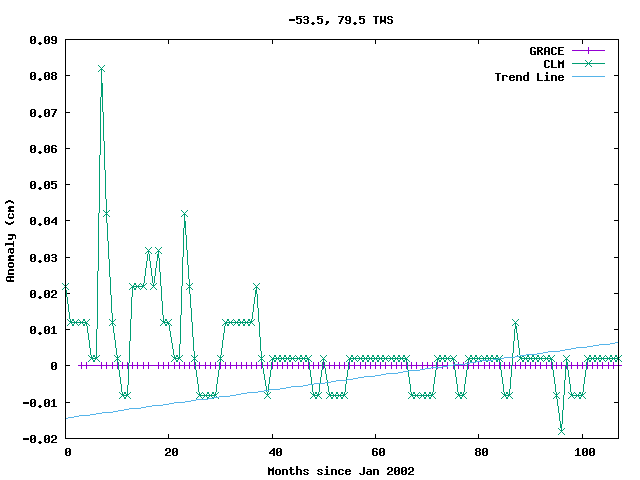 -53.5, 79.5 TWS
0.09
0.08
0.07
0.06
0.05
0.04
0.03
0.02
0.01
0
-0.01
-0.02
Anomaly (cm)
GRACE
CLM
Trend Line
0 20 40 60 80 100
Months since Jan 2002